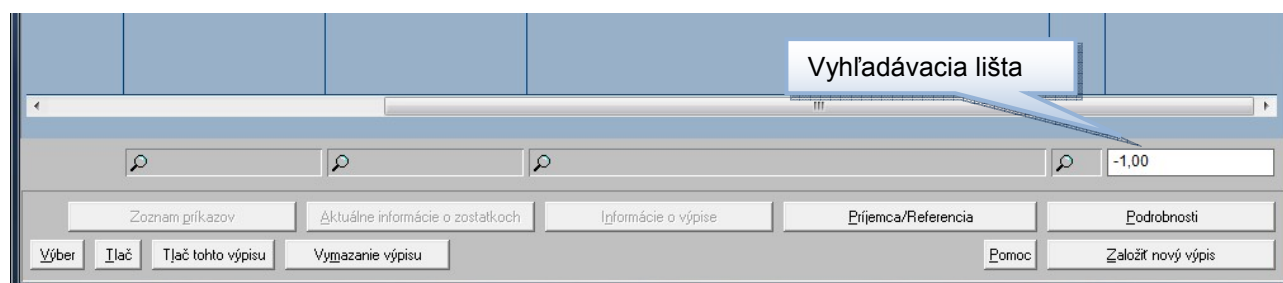 Vyhľadávacia lišta
-1,00
Zoznam príkazov Aktuálne informácie o zostatkoch Informácie o výpise Príjemca/Referencia Podrobnosti
Výber Tlač Tlač tohto výpisu Vymazanie výpisu Pomoc Založiť nový výpis